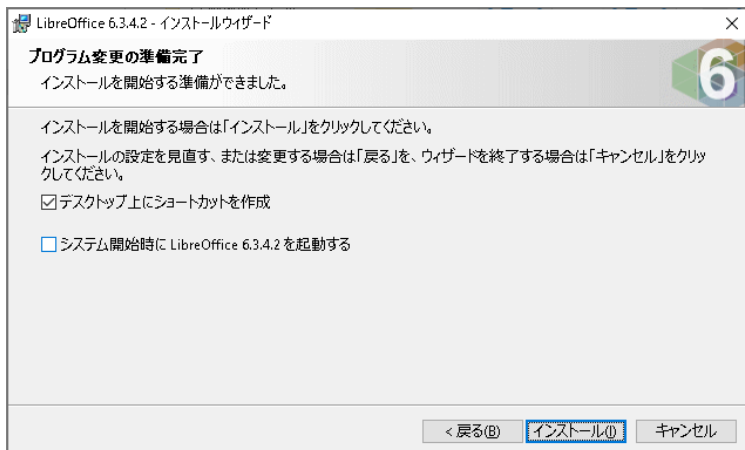 LibreOffice 6.3.4.2 - インストールウィザード
プログラム変更の準備完了
インストールを開始する準備ができました。
6
インストールを開始する場合は「インストール」をクリックしてください。
インストールの設定を見直す、または変更する場合は「戻る」を、ウィザードを終了する場合は「キャンセル」をクリッ
クしてください。
デスクトップ上にショートカットを作成
システム開始時に LibreOffice 6.3.4.2 を起動する
< 戻る(B) インストール(I) キャンセル